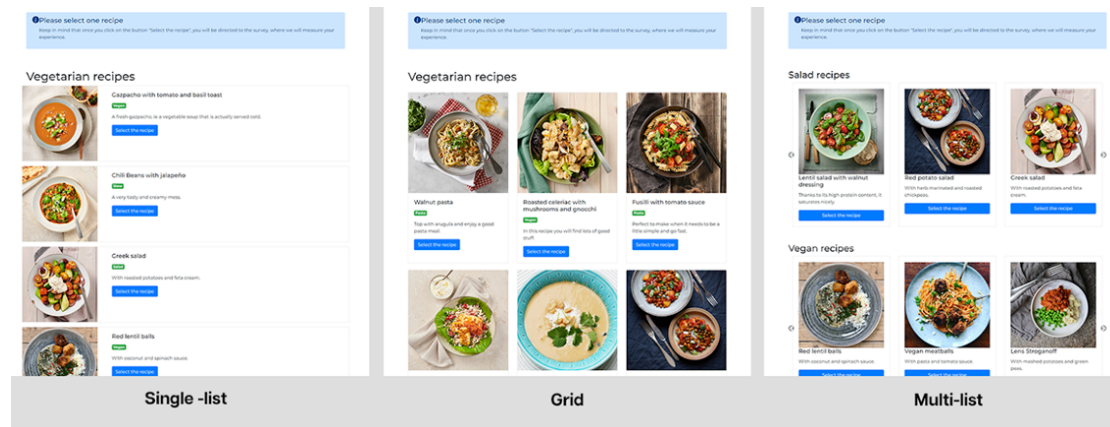 Please select one recipe
Keep in mind that once you click on the button "Select the recipe", you will be directed to the survey, where we will measure your
experience.
Vegetarian recipes
Gazpacho with tomato and basil toast
Vegan
A fresh gazpacho is a vegetable soup that is actually served cold.
Select the recipe
Chili Beans with jalapeño
A very tasty and creamy mess.
Select the recipe
Greek salad
Salad
With roasted potatoes and feta cream.
Select the recipe
Red lentil balls
Vegan
With coconut and spinach sauce.
Select the recipe
Single -list
Please select one recipe
Keep in mind that once you click on the button "Select the recipe", you will be directed to the survey, where we will measure your
experience.
Vegetarian recipes
Walnut pasta
Pasta
Top with arugula and enjoy a good
pasta meal.
Select the recipe
Roasted celeriac with
mushrooms and gnocchi
Vegan
In this recipe you will find lots of good
stuff.
Select the recipe
Fusilli with tomato sauce
Pasta
Perfect to make when it needs to be a
little simple and go fast.
Select the recipe
Grid
Please select one recipe
Keep in mind that once you click on the button "Select the recipe", you will be directed to the survey, where we will measure your
experience.
Salad recipes
Lentil salad with walnut
dressing
Thanks to its high protein content, it
saturates nicely.
Select the recipe
Red potato salad
With herb marinated and roasted
chickpeas.
Select the recipe
Greek salad
With roasted potatoes and feta
cream.
Select the recipe
Vegan recipes
Red lentil balls
With coconut and spinach sauce.
Select the recipe
Vegan meatballs
With pasta and tomato sauce.
Select the recipe
Lens Stroganoff
With mashed potatoes and green
peas.
Multi-list